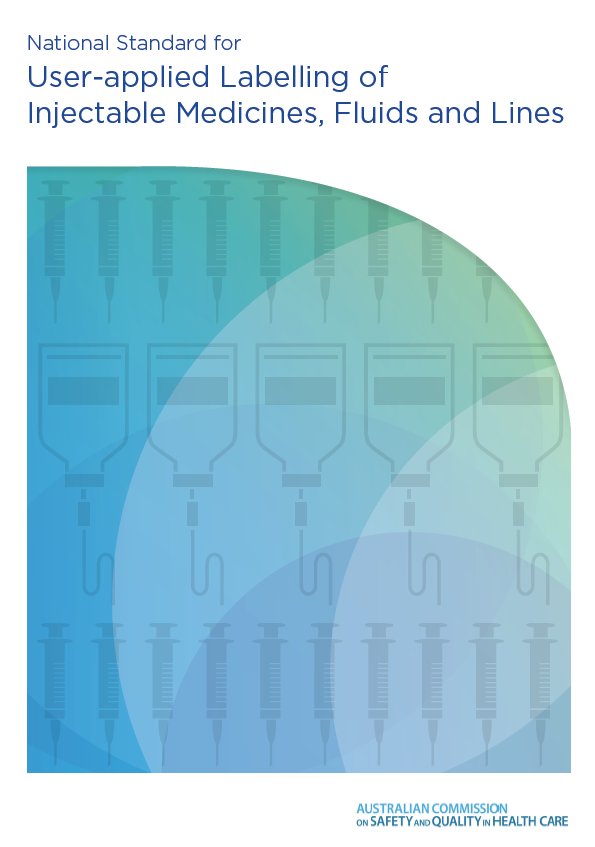 National Standard for
User-applied Labelling of
Injectable Medicines, Fluids and Lines
AUSTRALIAN COMMISSION
ON SAFETY AND QUALITY IN HEALTH CARE